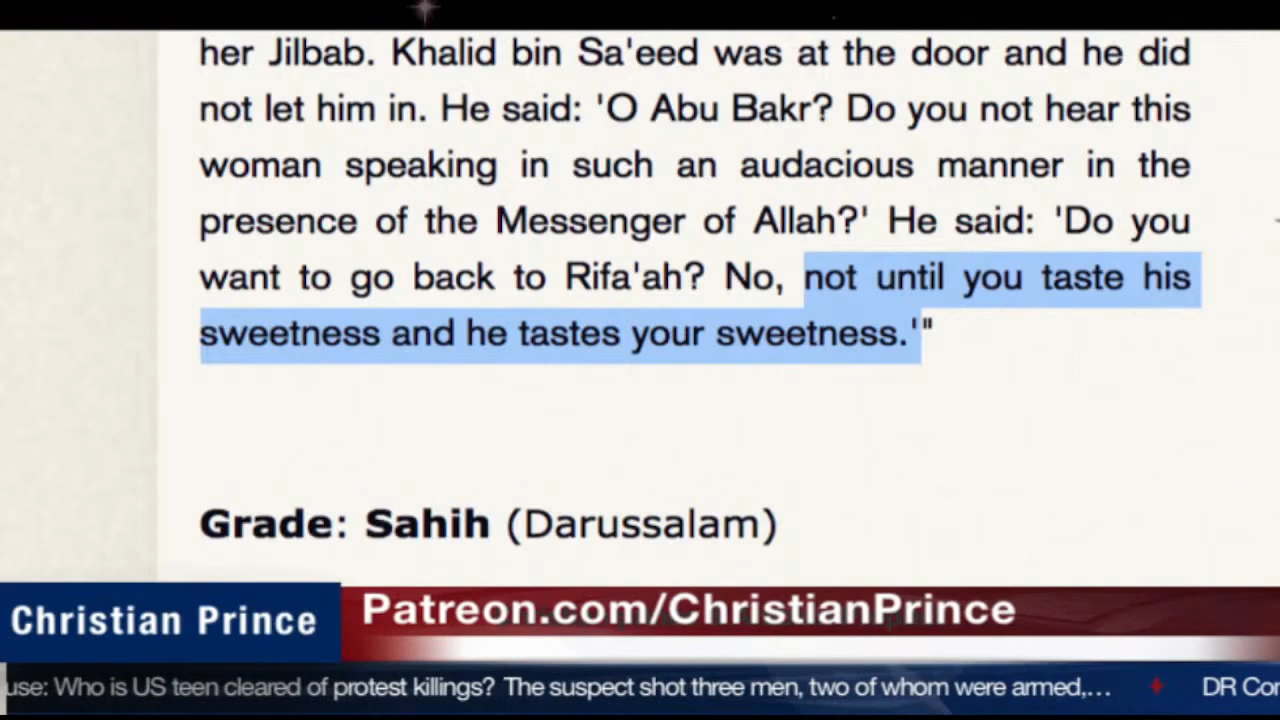 her Jilbab. Khalid bin Sa'eed was at the door and he did
not let him in. He said: 'O Abu Bakr? Do you not hear this
woman speaking in such an audacious manner in the
presence of the Messenger of Allah?' He said: 'Do you
want to go back to Rifa'ah? No, not until you taste his
sweetness and he tastes your sweetness.'"
Grade: Sahih (Darussalam)
Christian Prince
Patreon.com/ChristianPrince
use: Who is US teen cleared of protest killings? The suspect shot three men, two of whom were armed,... DR Cor